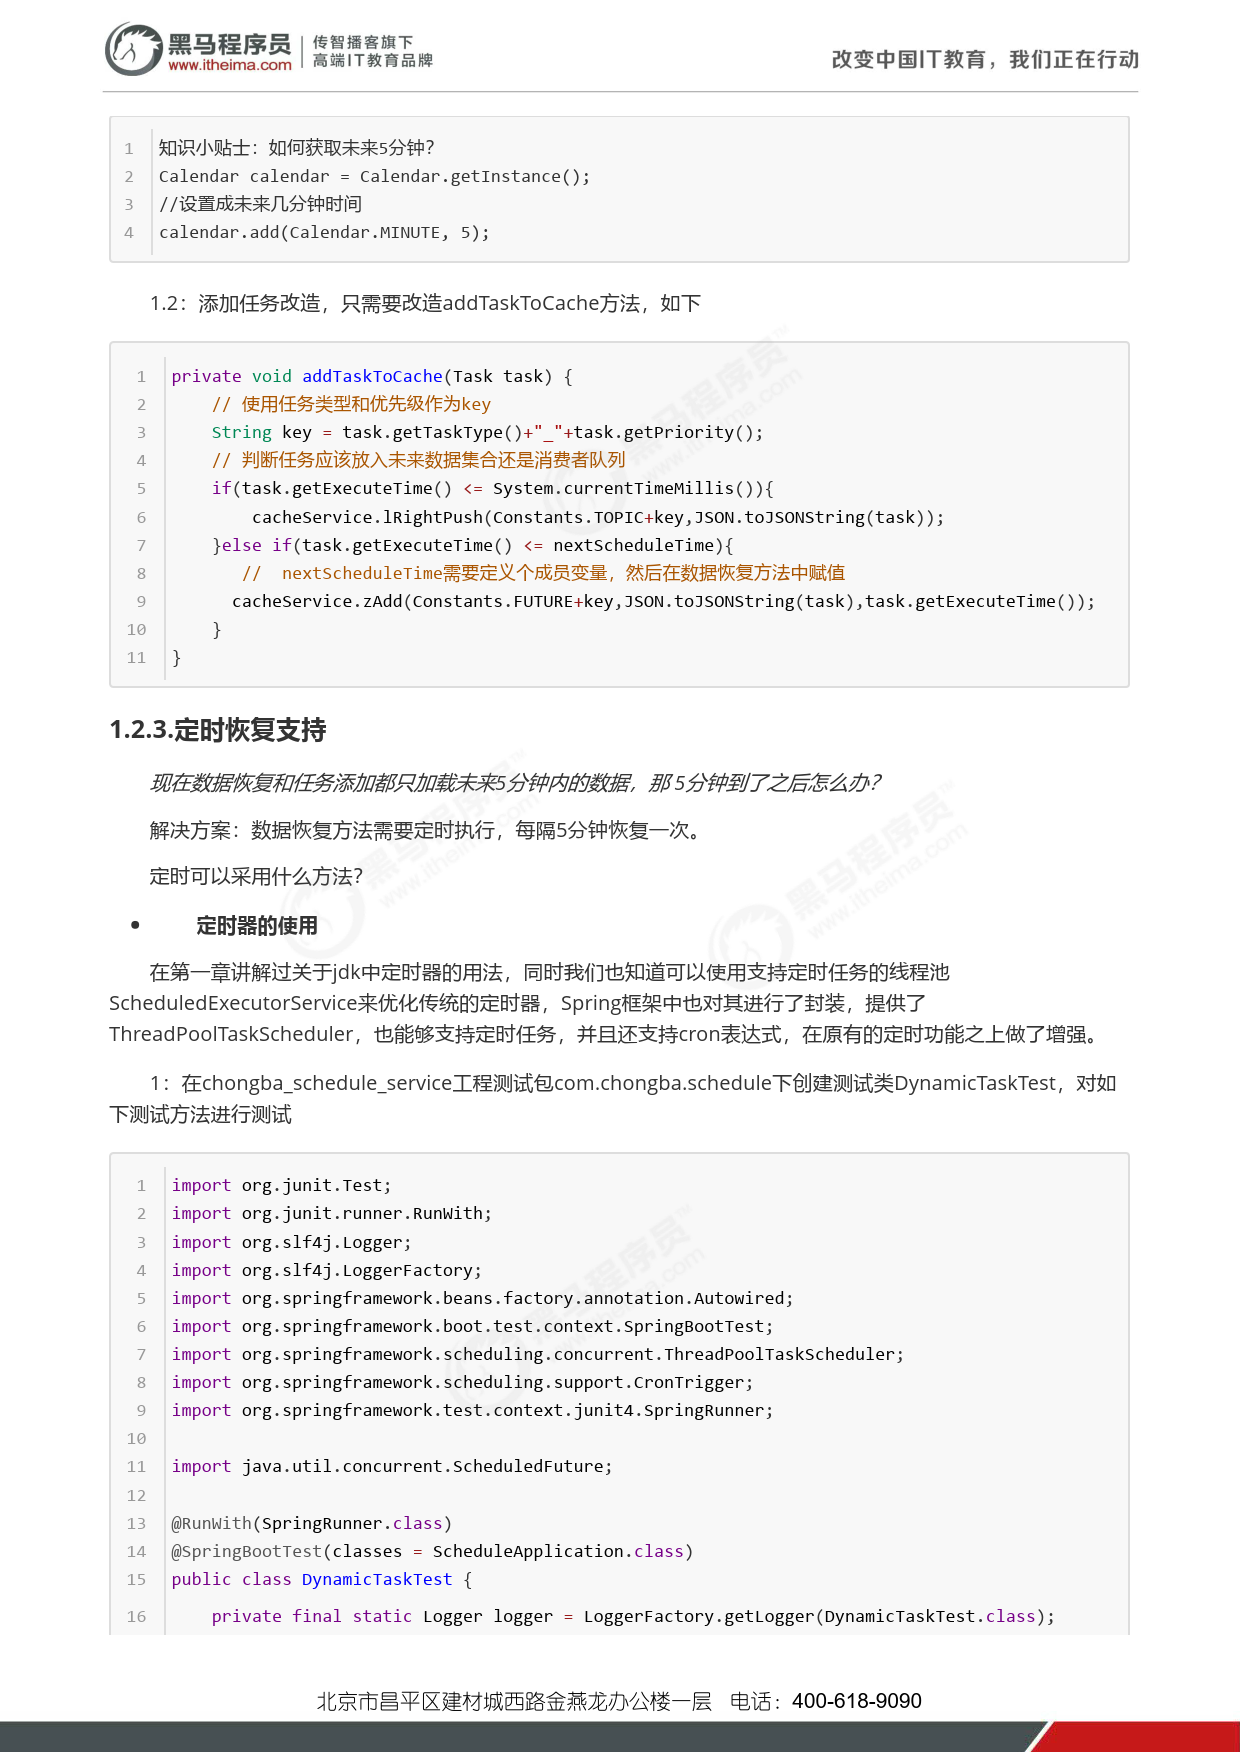 黑马程序员 传智播客旗下
www.itheima.com 高端IT教育品牌
改变中国IT教育，我们正在行动
1 知识小贴士：如何获取未来5分钟？
2 Calendar calendar = Calendar.getInstance();
3 //设置成未来几分钟时间
4 calendar.add(Calendar.MINUTE, 5);
1.2：添加任务改造，只需要改造addTaskToCache方法，如下
1 private void addTaskToCache(Task task) {
2     // 使用任务类型和优先级作为key
3     String key = task.getTaskType()+"_"+task.getPriority();
4     // 判断任务应该放入未来数据集合还是消费者队列
5     if(task.getExecuteTime() <= System.currentTimeMillis()){
6         cacheService.lRightPush(Constants.TOPIC+key,JSON.toJSONString(task));
7     }else if(task.getExecuteTime() <= nextScheduleTime){
8        //  nextScheduleTime需要定义个成员变量，然后在数据恢复方法中赋值
9       cacheService.zAdd(Constants.FUTURE+key,JSON.toJSONString(task),task.getExecuteTime());
10     }
11 }
1.2.3.定时恢复支持
现在数据恢复和任务添加都只加载未来5分钟内的数据，那 5分钟到了之后怎么办？
解决方案：数据恢复方法需要定时执行，每隔5分钟恢复一次。
定时可以采用什么方法？
• 定时器的使用
在第一章讲解过关于jdk中定时器的用法，同时我们也知道可以使用支持定时任务的线程池
ScheduledExecutorService来优化传统的定时器，Spring框架中也对其进行了封装，提供了
ThreadPoolTaskScheduler，也能够支持定时任务，并且还支持cron表达式，在原有的定时功能之上做了增强。
1：在chongba_schedule_service工程测试包com.chongba.schedule下创建测试类DynamicTaskTest，对如
下测试方法进行测试
1 import org.junit.Test;
2 import org.junit.runner.RunWith;
3 import org.slf4j.Logger;
4 import org.slf4j.LoggerFactory;
5 import org.springframework.beans.factory.annotation.Autowired;
6 import org.springframework.boot.test.context.SpringBootTest;
7 import org.springframework.scheduling.concurrent.ThreadPoolTaskScheduler;
8 import org.springframework.scheduling.support.CronTrigger;
9 import org.springframework.test.context.junit4.SpringRunner;
10
11 import java.util.concurrent.ScheduledFuture;
12
13 @RunWith(SpringRunner.class)
14 @SpringBootTest(classes = ScheduleApplication.class)
15 public class DynamicTaskTest {
16     private final static Logger logger = LoggerFactory.getLogger(DynamicTaskTest.class);
北京市昌平区建材城西路金燕龙办公楼一层 电话：400-618-9090